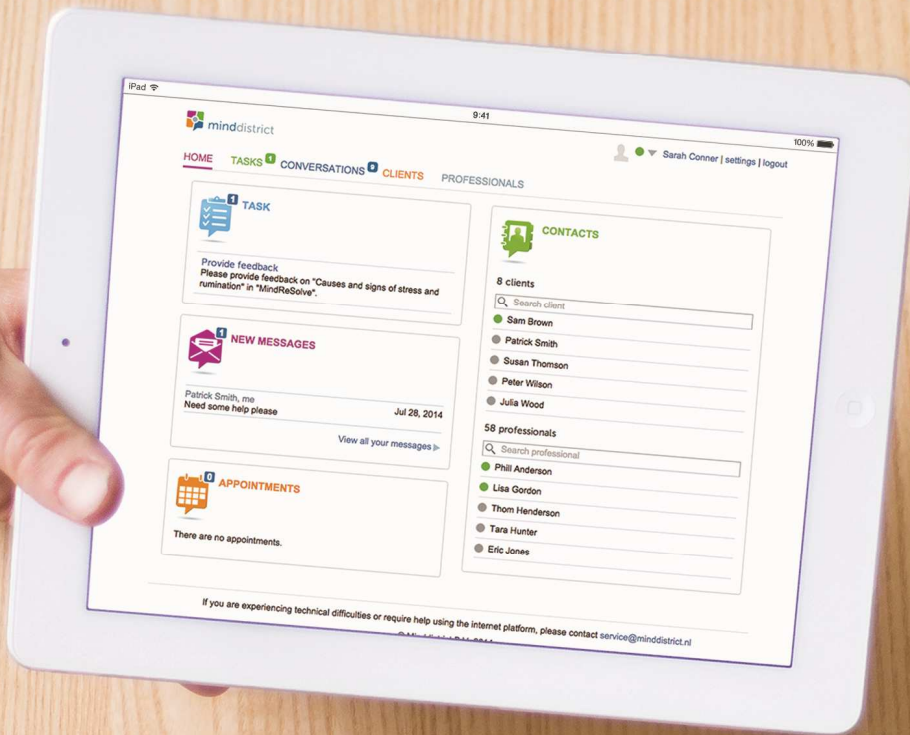 iPad
9:41
100%
minddistrict
Sarah Conner | settings | logout
HOME TASKS 1 CONVERSATIONS 9 CLIENTS PROFESSIONALS
1 TASK
Provide feedback
Please provide feedback on "Causes and signs of stress and
rumination" in "MindReSolve".
1 NEW MESSAGES
Patrick Smith, me
Need some help please Jul 28, 2014
View all your messages
0 APPOINTMENTS
There are no appointments.
CONTACTS
8 clients
Search client
Sam Brown
Patrick Smith
Susan Thomson
Peter Wilson
Julia Wood
58 professionals
Search professional
Phill Anderson
Lisa Gordon
Thom Henderson
Tara Hunter
Eric Jones
If you are experiencing technical difficulties or require help using the internet platform, please contact service@minddistrict.nl